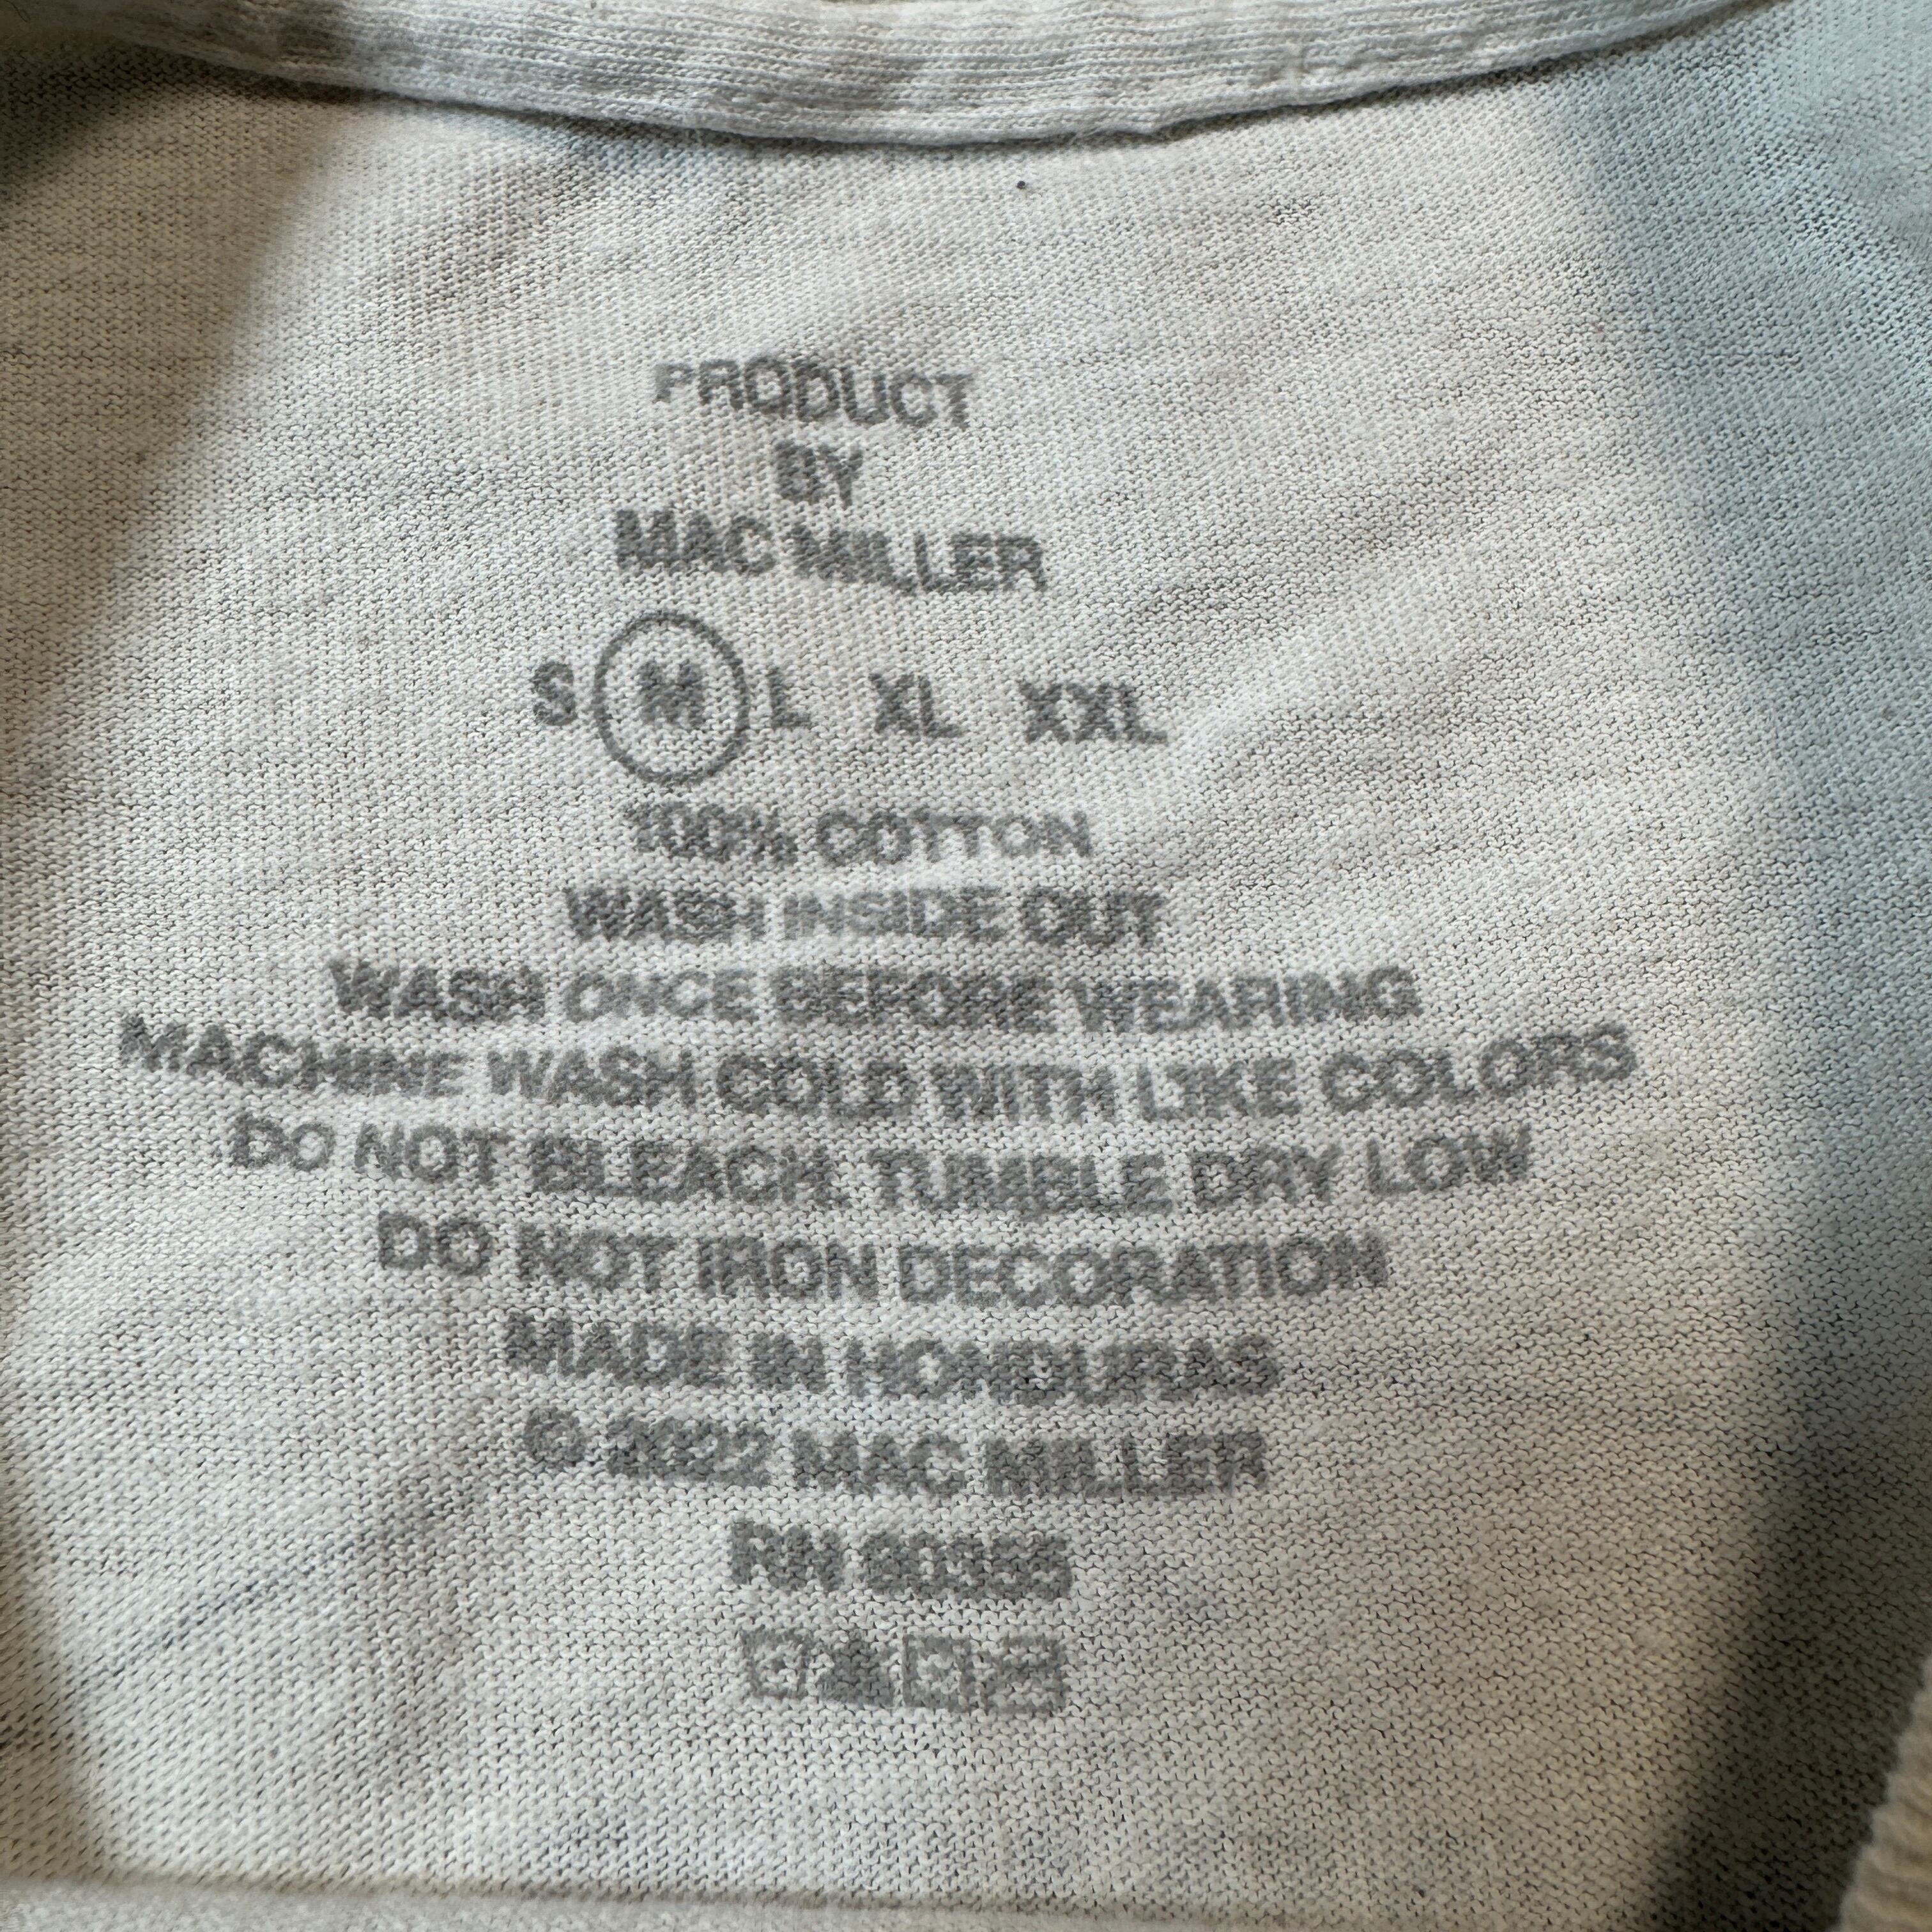 PRODUCT
BY
MAC MILLER
S M L XL XXL
100% COTTON
WASH INSIDE OUT
WASH ONCE BEFORE WEARING
MACHINE WASH COLD WITH LIKE COLORS
DO NOT BLEACH. TUMBLE DRY LOW
DO NOT IRON DECORATION
MADE IN HONDURAS
© 2022 MAC MILLER
RN